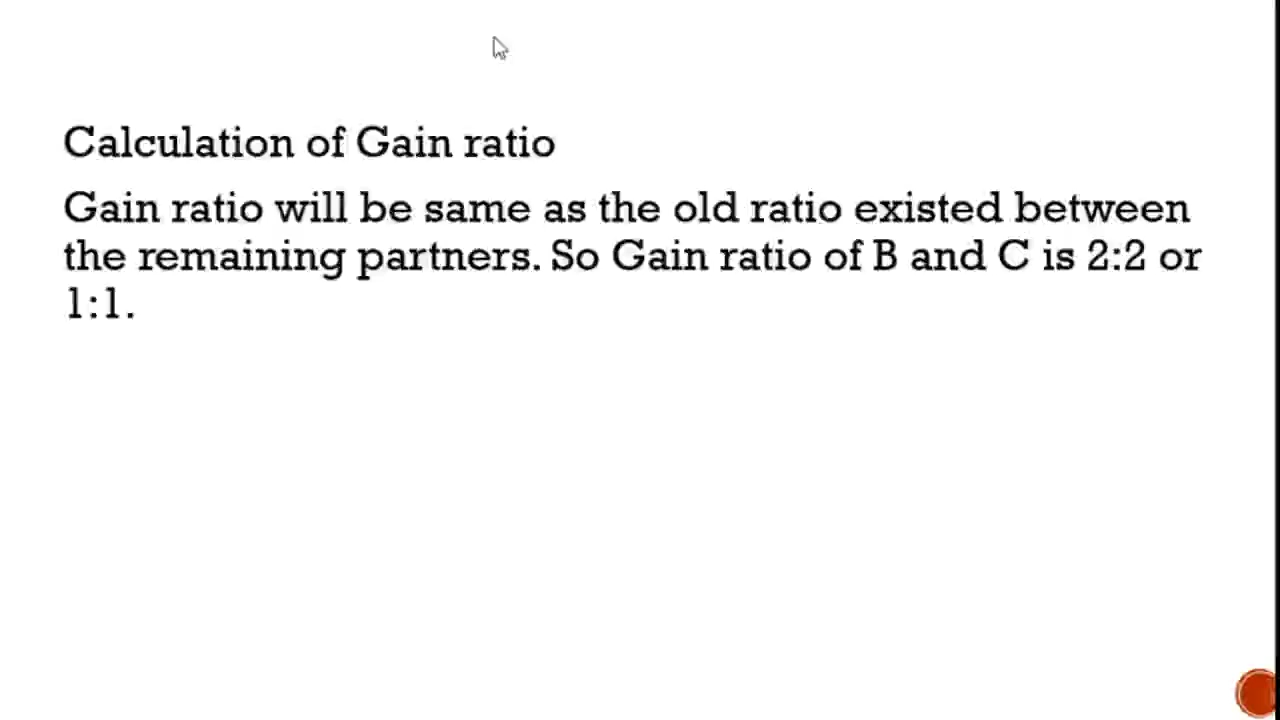 Calculation of Gain ratio
Gain ratio will be same as the old ratio existed between
the remaining partners. So Gain ratio of B and C is 2:2 or
1:1.